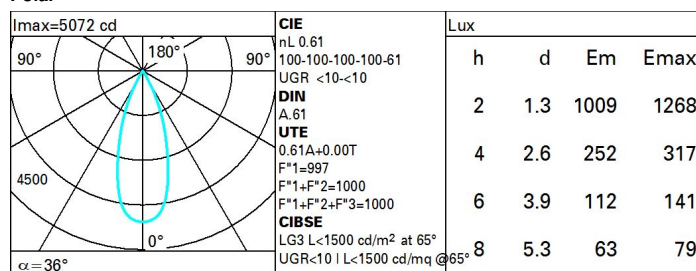 Imax=5072 cd
90°
180°
90°
4500
0°
α=36°
CIE
nL 0.61
100-100-100-100-61
UGR <10-<10
DIN
A.61
UTE
0.61A+0.00T
F"1=997
F"1+F"2=1000
F"1+F"2+F"3=1000
CIBSE
LG3 L<1500 cd/m² at 65°
UGR<10 | L<1500 cd/mq @65°
Lux
h d Em Emax
2 1.3 1009 1268
4 2.6 252 317
6 3.9 112 141
8 5.3 63 79